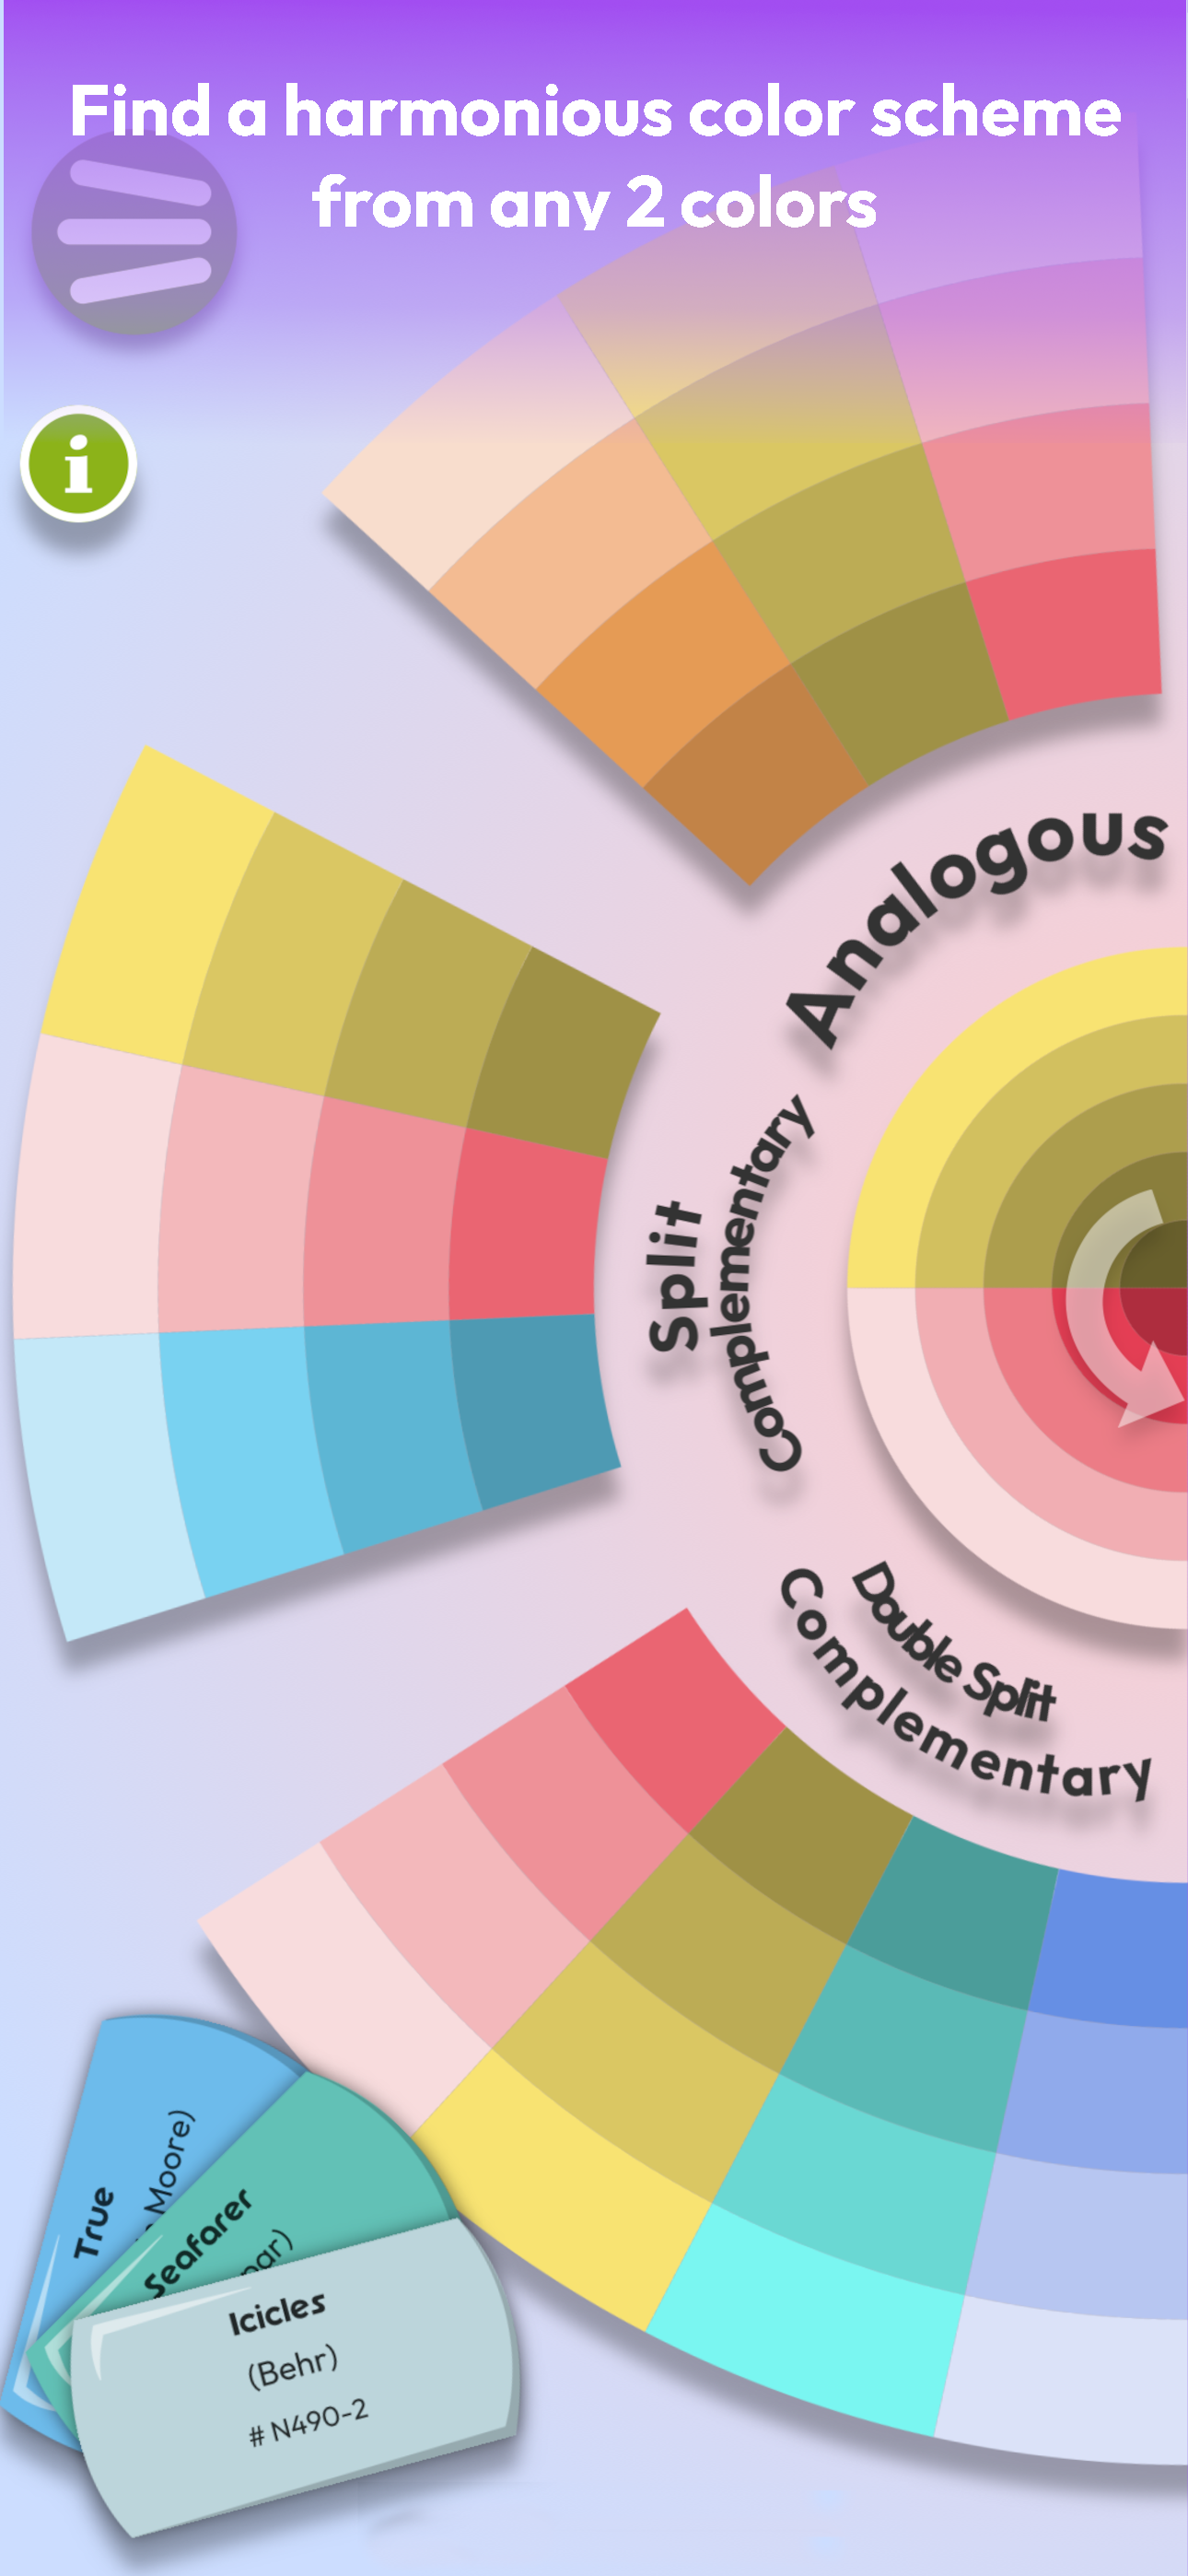 Find a harmonious color scheme
from any 2 colors
i
Analogous
Split
Complementary
Double Split
Complementary
True
Moore)
Seafarer
Icicles
(Behr)
# N490-2